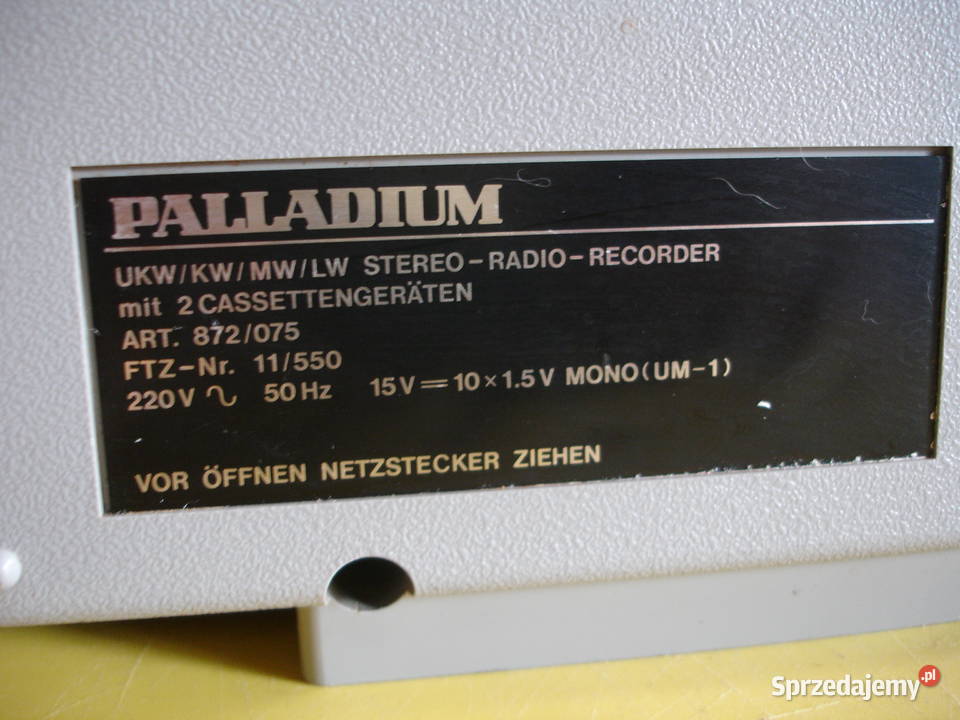 PALLADIUM
UKW/KW/MW/LW STEREO-RADIO-RECORDER
mit 2 CASSETTENGERÄTEN
ART. 872/075
FTZ-Nr. 11/550
220V ∿ 50Hz 15V ⎓ 10×1.5V MONO(UM-1)
VOR ÖFFNEN NETZSTECKER ZIEHEN
Sprzedajemy.pl